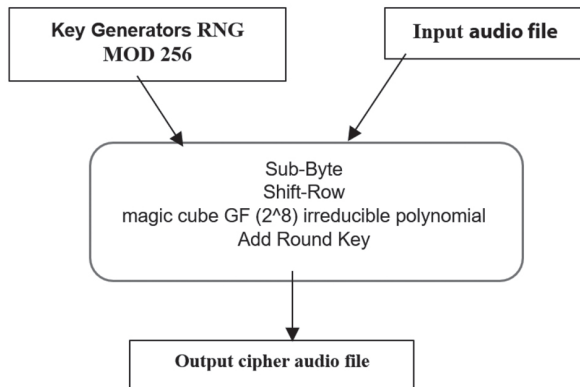 Key Generators RNG
MOD 256
Input audio file
Sub-Byte
Shift-Row
magic cube GF (2^8) irreducible polynomial
Add Round Key
Output cipher audio file